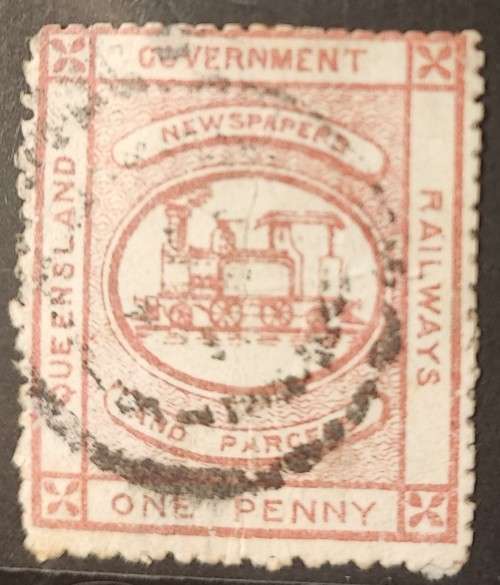 GOVERNMENT
QUEENSLAND
RAILWAYS
NEWSPAPERS
AND PARCELS
ONE PENNY